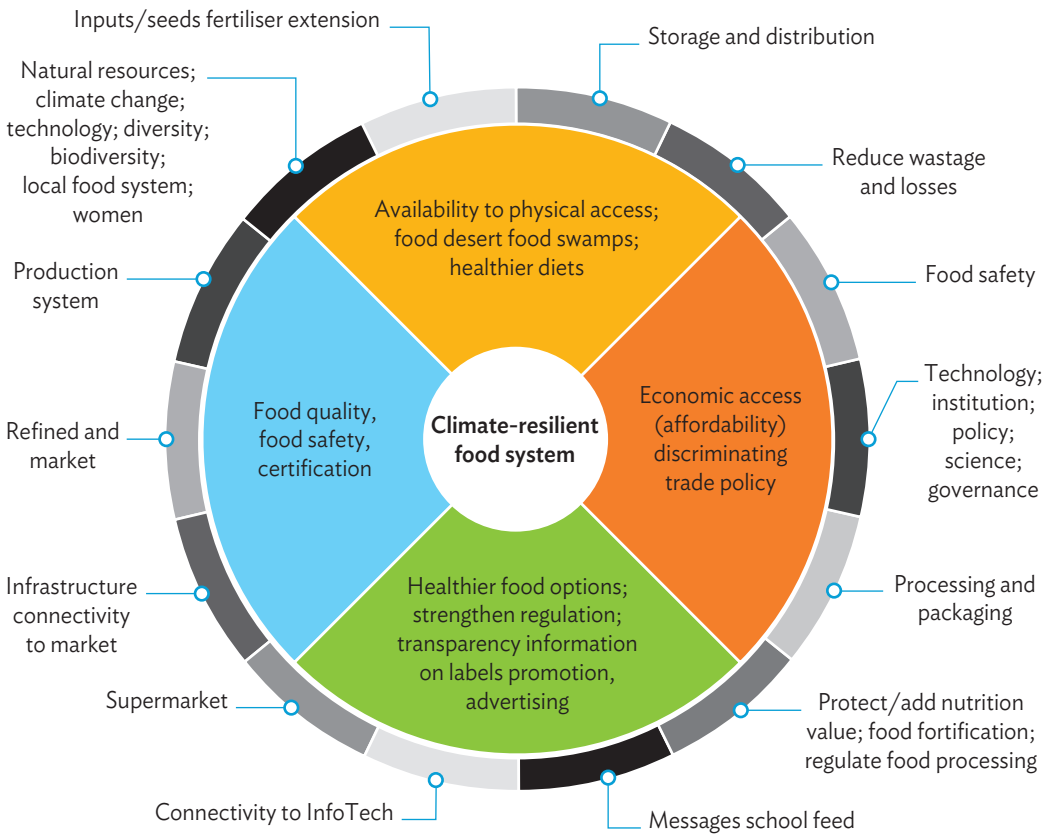 Inputs/seeds fertiliser extension
Storage and distribution
Natural resources;
climate change;
technology; diversity;
biodiversity;
local food system;
women
Reduce wastage
and losses
Availability to physical access;
food desert food swamps;
healthier diets
Production
system
Food safety
Technology;
institution;
policy;
science;
governance
Economic access
(affordability)
discriminating
trade policy
Food quality,
food safety,
certification
Climate-resilient
food system
Refined and
market
Infrastructure
connectivity
to market
Healthier food options;
strengthen regulation;
transparency information
on labels promotion,
advertising
Processing and
packaging
Supermarket
Protect/add nutrition
value; food fortification;
regulate food processing
Connectivity to InfoTech
Messages school feed